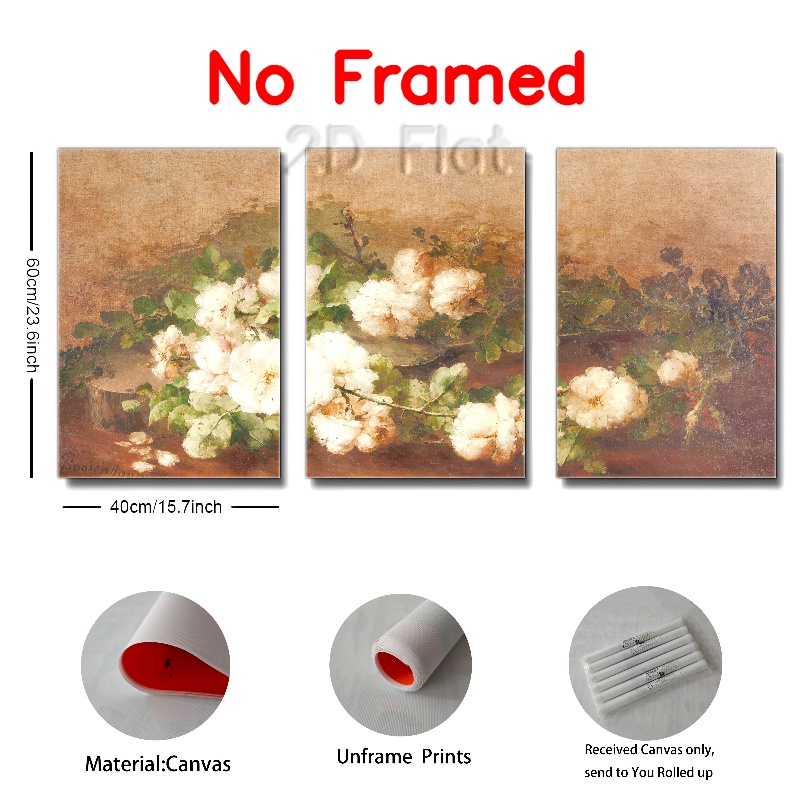 No Framed
2D Flat
60cm/23.6inch
40cm/15.7inch
Material:Canvas
Unframe Prints
Received Canvas only,
send to You Rolled up